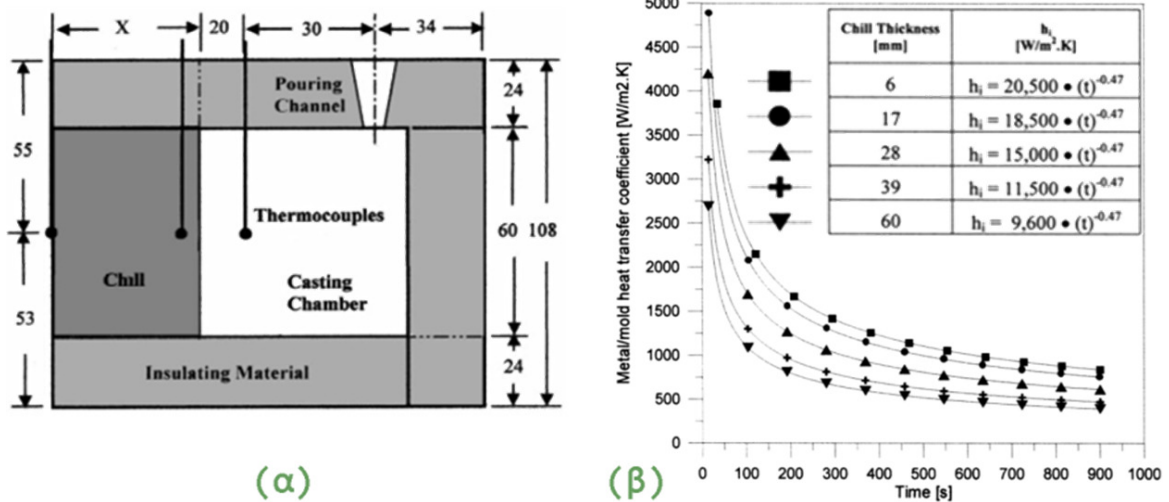 X
20
30
34
Pouring
Channel
24
55
Thermocouples
60
108
Chill
Casting
Chamber
53
Insulating Material
24
(α)
Metal/mold heat transfer coefficient [W/m2.K]
5000
4500
4000
3500
3000
2500
2000
1500
1000
500
0
Chill Thickness
[mm]
hᵢ
[W/m².K]
6
hᵢ = 20,500 • (t)⁻⁰·⁴⁷
17
hᵢ = 18,500 • (t)⁻⁰·⁴⁷
28
hᵢ = 15,000 • (t)⁻⁰·⁴⁷
39
hᵢ = 11,500 • (t)⁻⁰·⁴⁷
60
hᵢ = 9,600 • (t)⁻⁰·⁴⁷
0 100 200 300 400 500 600 700 800 900 1000
Time [s]
(β)